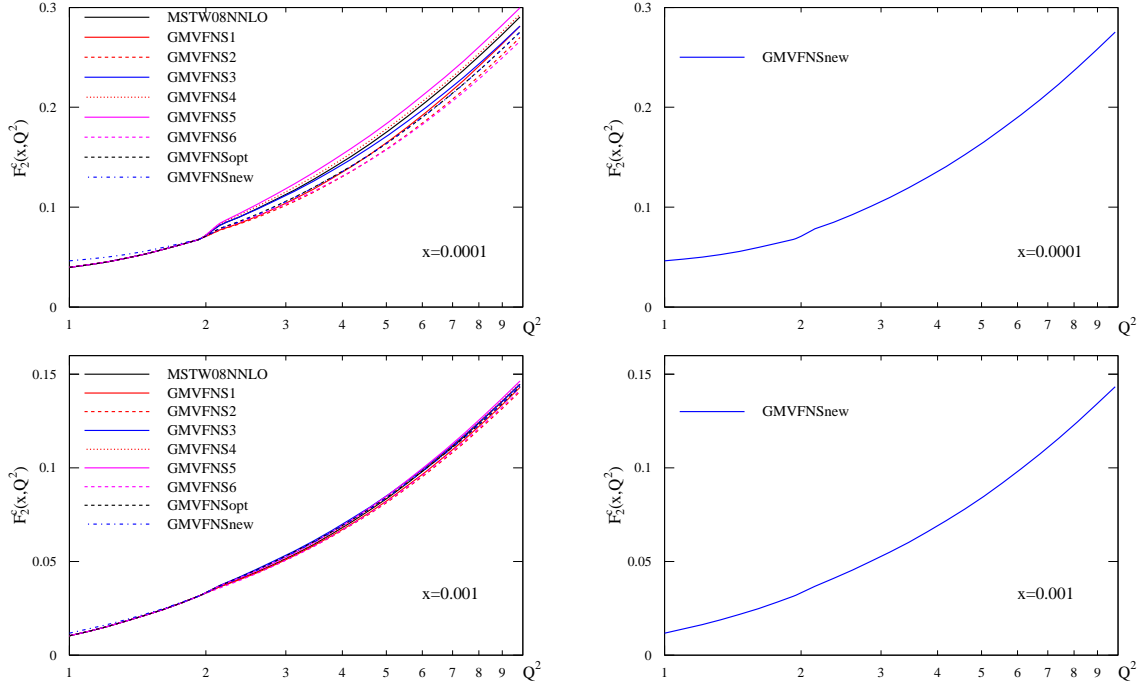 F₂ᶜ(x,Q²)
0.3
0.2
0.1
0
MSTW08NNLO
GMVFNS1
GMVFNS2
GMVFNS3
GMVFNS4
GMVFNS5
GMVFNS6
GMVFNSopt
GMVFNSnew
x=0.0001
1 2 3 4 5 6 7 8 9 Q²
F₂ᶜ(x,Q²)
0.3
0.2
0.1
0
GMVFNSnew
x=0.0001
1 2 3 4 5 6 7 8 9 Q²
F₂ᶜ(x,Q²)
0.15
0.1
0.05
0
MSTW08NNLO
GMVFNS1
GMVFNS2
GMVFNS3
GMVFNS4
GMVFNS5
GMVFNS6
GMVFNSopt
GMVFNSnew
x=0.001
1 2 3 4 5 6 7 8 9 Q²
F₂ᶜ(x,Q²)
0.15
0.1
0.05
0
GMVFNSnew
x=0.001
1 2 3 4 5 6 7 8 9 Q²